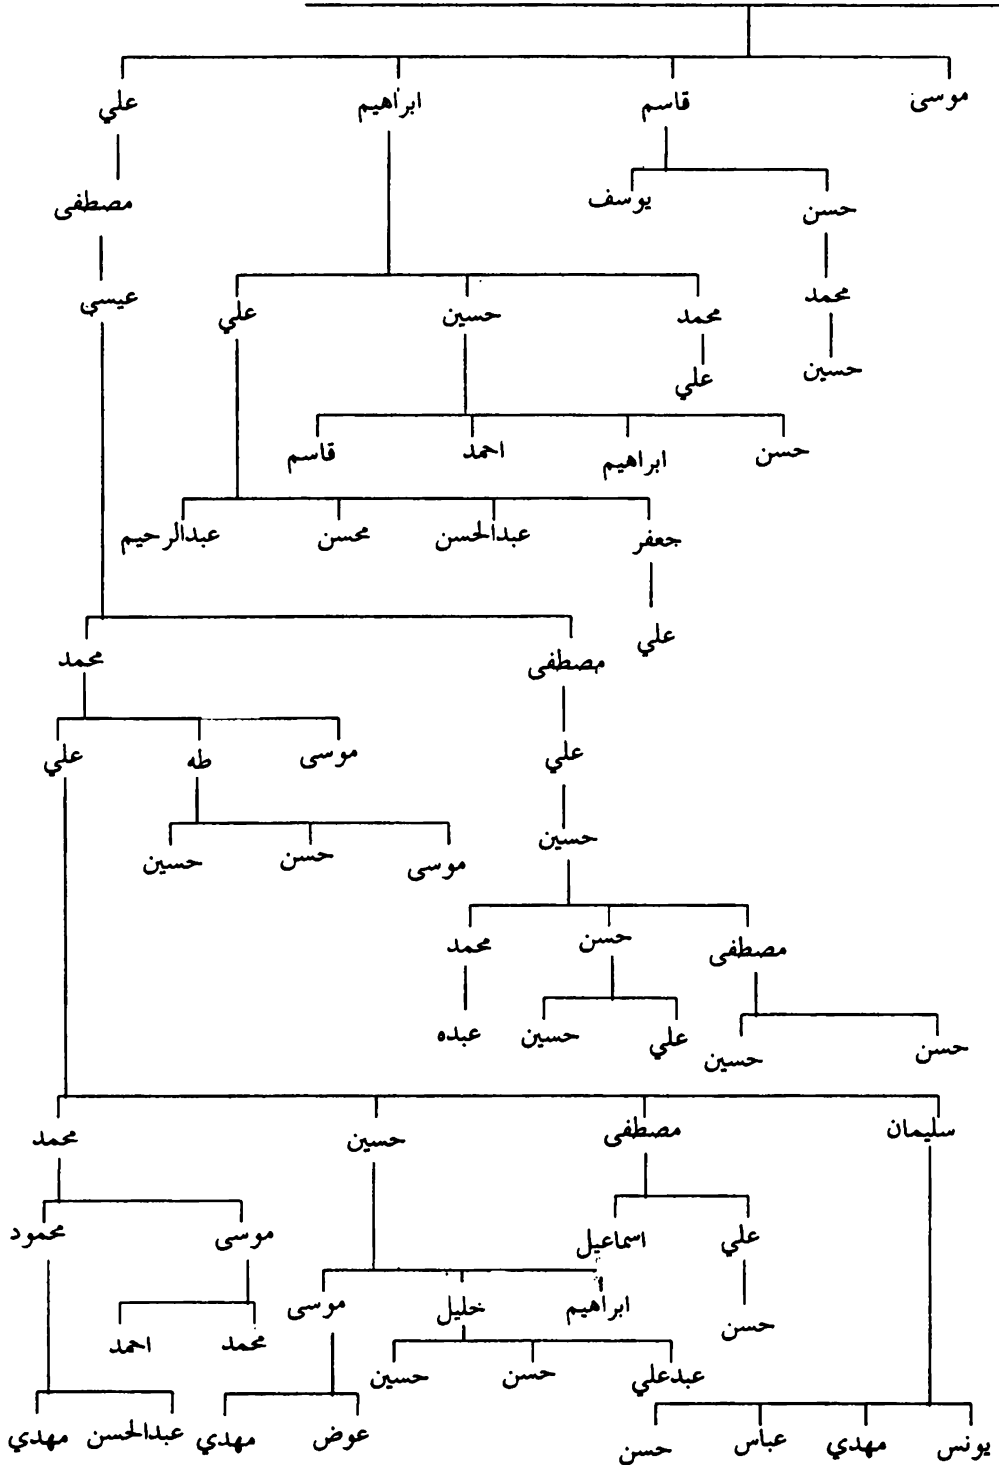 موسى قاسم ابراهيم علي
يوسف حسن مصطفى
محمد عيسى
محمد حسين علي
حسين علي
حسن ابراهيم احمد قاسم
جعفر عبدالحسن محسن عبدالرحيم
علي
مصطفى محمد
علي موسى طه علي
حسين
موسى حسن حسين
مصطفى حسن محمد
حسن حسين علي حسين عبده
سليمان مصطفى حسين محمد
علي اسماعيل موسى محمود
ابراهيم خليل موسى
حسن محمد احمد
عبدعلي حسن حسين
يونس مهدي عباس حسن عوض مهدي عبدالحسن مهدي